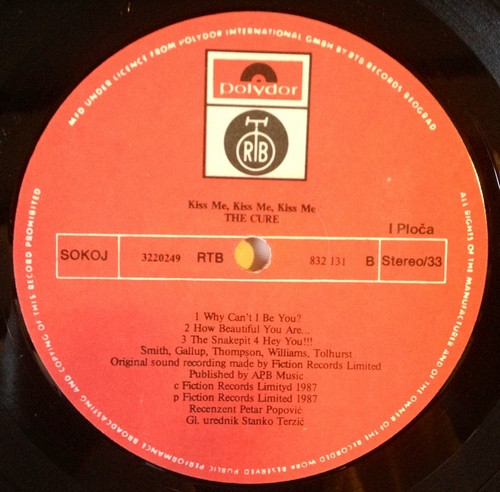 MFD UNDER LICENCE FROM POLYDOR INTERNATIONAL GMBH BY RTB RECORDS BEOGRAD
polydor
RTB
Kiss Me, Kiss Me, Kiss Me
THE CURE
I Ploča
SOKOJ 3220249 RTB 832 131 B Stereo/33
1 Why Can't I Be You?
2 How Beautiful You Are...
3 The Snakepit 4 Hey You!!!
Smith, Gallup, Thompson, Williams, Tolhurst
Original sound recording made by Fiction Records Limited
Published by APB Music
c Fiction Records Limityd 1987
p Fiction Records Limited 1987
Recenzent Petar Popović
Gl. urednik Stanko Terzić
ALL RIGHTS OF THE MANUFACTURER AND OF THE OWNER OF THE RECORDED WORK RESERVED. PUBLIC PERFORMANCE BROADCASTING AND COPYING OF THIS RECORD PROHIBITED